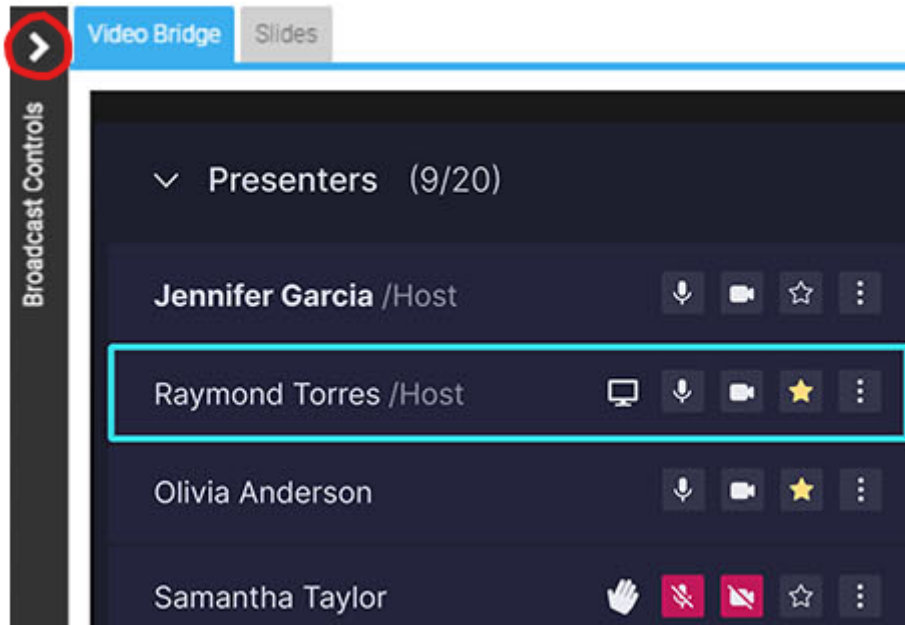 Video Bridge
Slides
Broadcast Controls
Presenters (9/20)
Jennifer Garcia /Host
Raymond Torres /Host
Olivia Anderson
Samantha Taylor